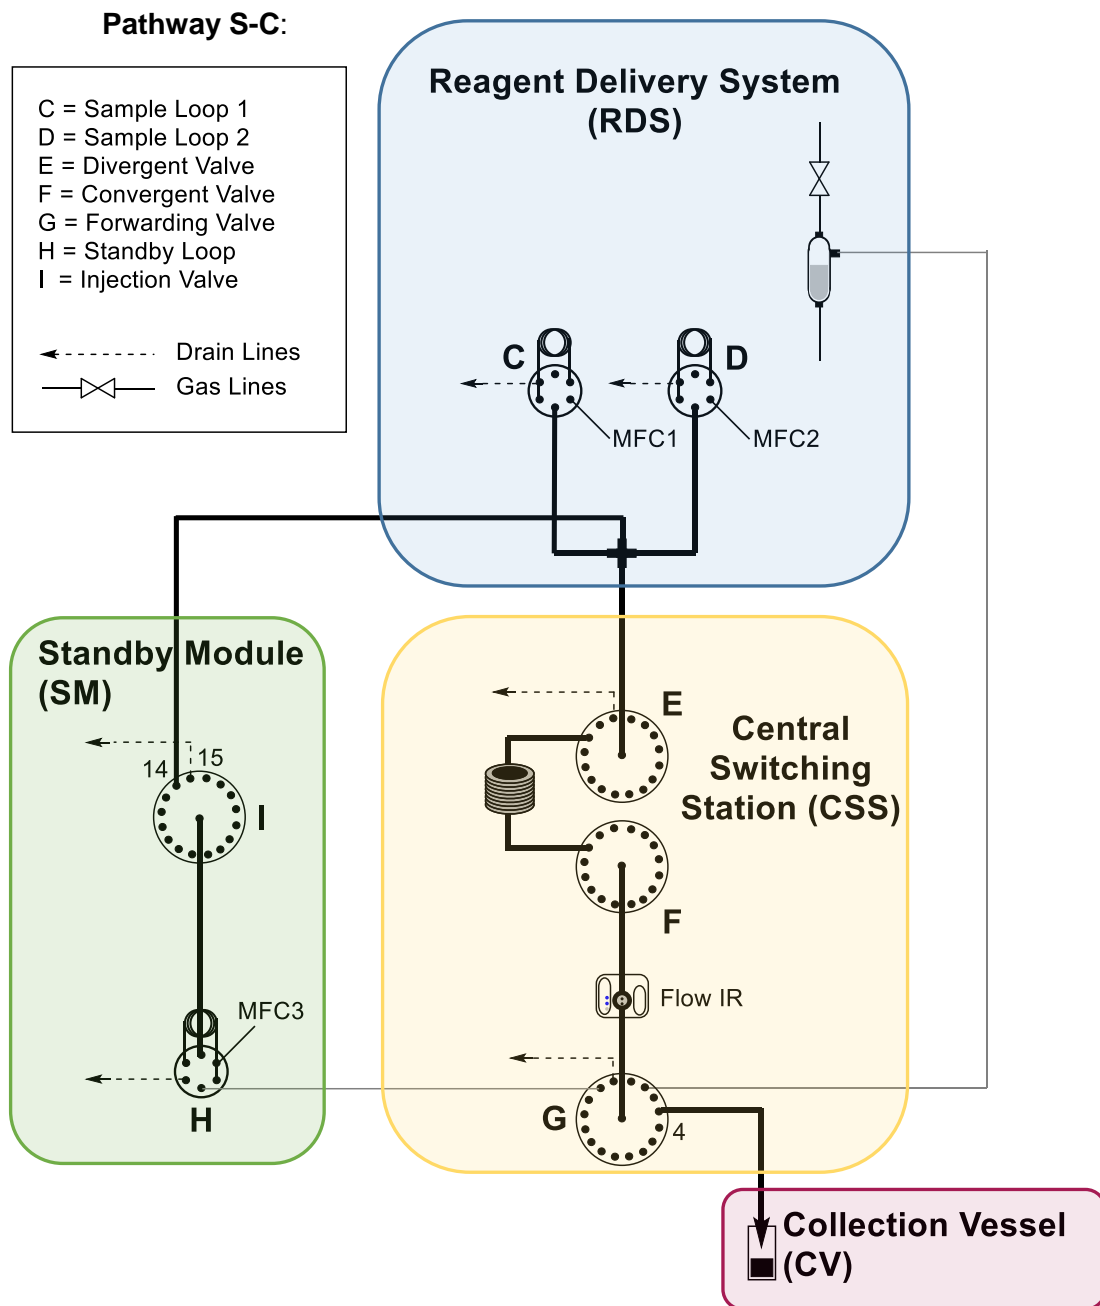 Pathway S-C:
C = Sample Loop 1
D = Sample Loop 2
E = Divergent Valve
F = Convergent Valve
G = Forwarding Valve
H = Standby Loop
I = Injection Valve
Drain Lines
Gas Lines
Reagent Delivery System
(RDS)
C
D
MFC1
MFC2
Standby Module
(SM)
14
15
I
MFC3
H
E
Central
Switching
Station (CSS)
F
Flow IR
G
4
Collection Vessel
(CV)